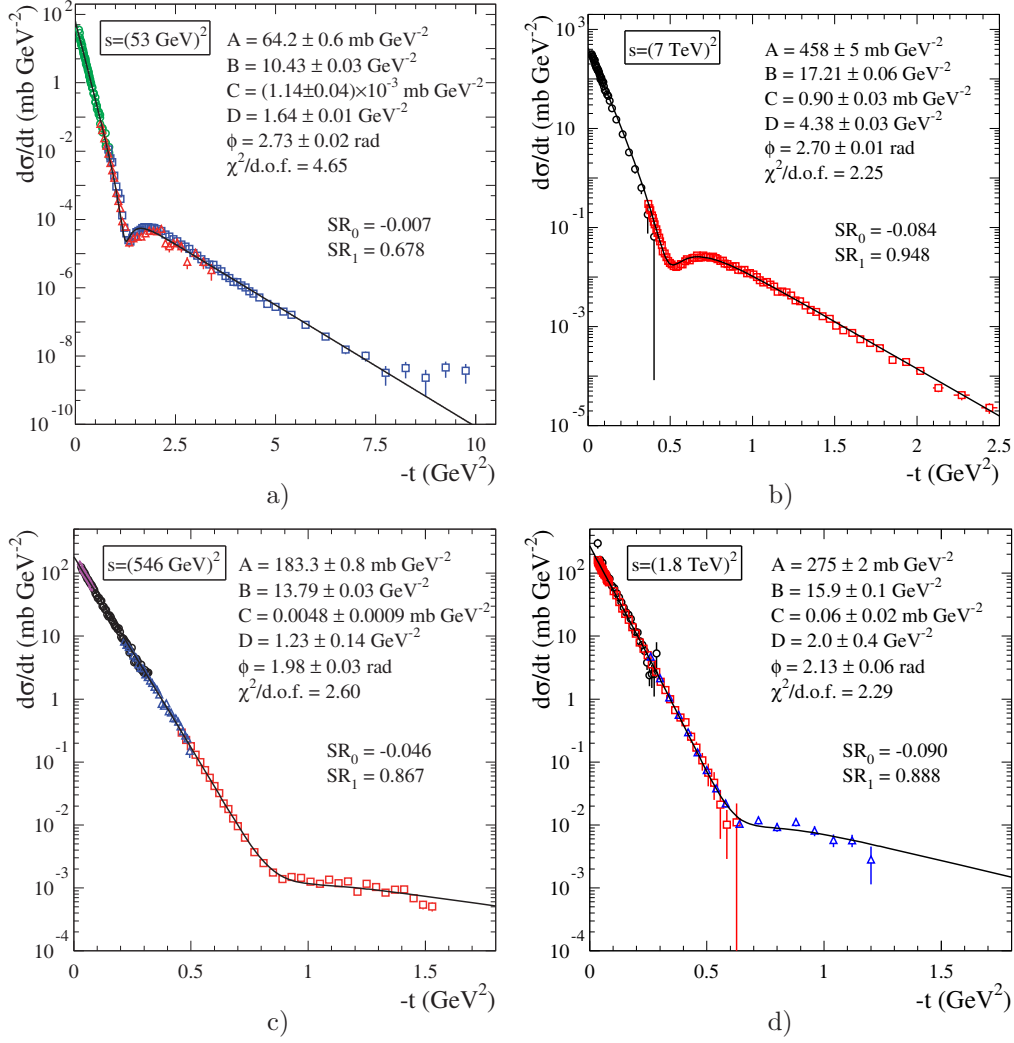 s=(53 GeV)²
A = 64.2 ± 0.6 mb GeV⁻²
B = 10.43 ± 0.03 GeV⁻²
C = (1.14±0.04)×10⁻³ mb GeV⁻²
D = 1.64 ± 0.01 GeV⁻²
ϕ = 2.73 ± 0.02 rad
χ²/d.o.f. = 4.65
SR₀ = -0.007
SR₁ = 0.678
dσ/dt (mb GeV⁻²)
10²
1
10⁻²
10⁻⁴
10⁻⁶
10⁻⁸
10⁻¹⁰
0 2.5 5 7.5 10
-t (GeV²)
a)
s=(7 TeV)²
A = 458 ± 5 mb GeV⁻²
B = 17.21 ± 0.06 GeV⁻²
C = 0.90 ± 0.03 mb GeV⁻²
D = 4.38 ± 0.03 GeV⁻²
ϕ = 2.70 ± 0.01 rad
χ²/d.o.f. = 2.25
SR₀ = -0.084
SR₁ = 0.948
dσ/dt (mb GeV⁻²)
10³
10
10⁻¹
10⁻³
10⁻⁵
0 0.5 1 1.5 2 2.5
-t (GeV²)
b)
s=(546 GeV)²
A = 183.3 ± 0.8 mb GeV⁻²
B = 13.79 ± 0.03 GeV⁻²
C = 0.0048 ± 0.0009 mb GeV⁻²
D = 1.23 ± 0.14 GeV⁻²
ϕ = 1.98 ± 0.03 rad
χ²/d.o.f. = 2.60
SR₀ = -0.046
SR₁ = 0.867
dσ/dt (mb GeV⁻²)
10²
10
1
10⁻¹
10⁻²
10⁻³
10⁻⁴
0 0.5 1 1.5
-t (GeV²)
c)
s=(1.8 TeV)²
A = 275 ± 2 mb GeV⁻²
B = 15.9 ± 0.1 GeV⁻²
C = 0.06 ± 0.02 mb GeV⁻²
D = 2.0 ± 0.4 GeV⁻²
ϕ = 2.13 ± 0.06 rad
χ²/d.o.f. = 2.29
SR₀ = -0.090
SR₁ = 0.888
dσ/dt (mb GeV⁻²)
10²
10
1
10⁻¹
10⁻²
10⁻³
10⁻⁴
0 0.5 1 1.5
-t (GeV²)
d)